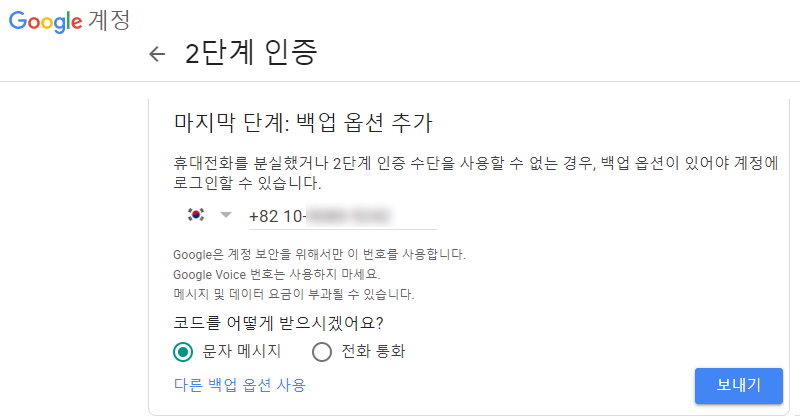 Google 계정
2단계 인증
마지막 단계: 백업 옵션 추가
휴대전화를 분실했거나 2단계 인증 수단을 사용할 수 없는 경우, 백업 옵션이 있어야 계정에
로그인할 수 있습니다.
+82 10-
Google은 계정 보안을 위해서만 이 번호를 사용합니다.
Google Voice 번호는 사용하지 마세요.
메시지 및 데이터 요금이 부과될 수 있습니다.
코드를 어떻게 받으시겠어요?
문자 메시지 전화 통화
다른 백업 옵션 사용 보내기